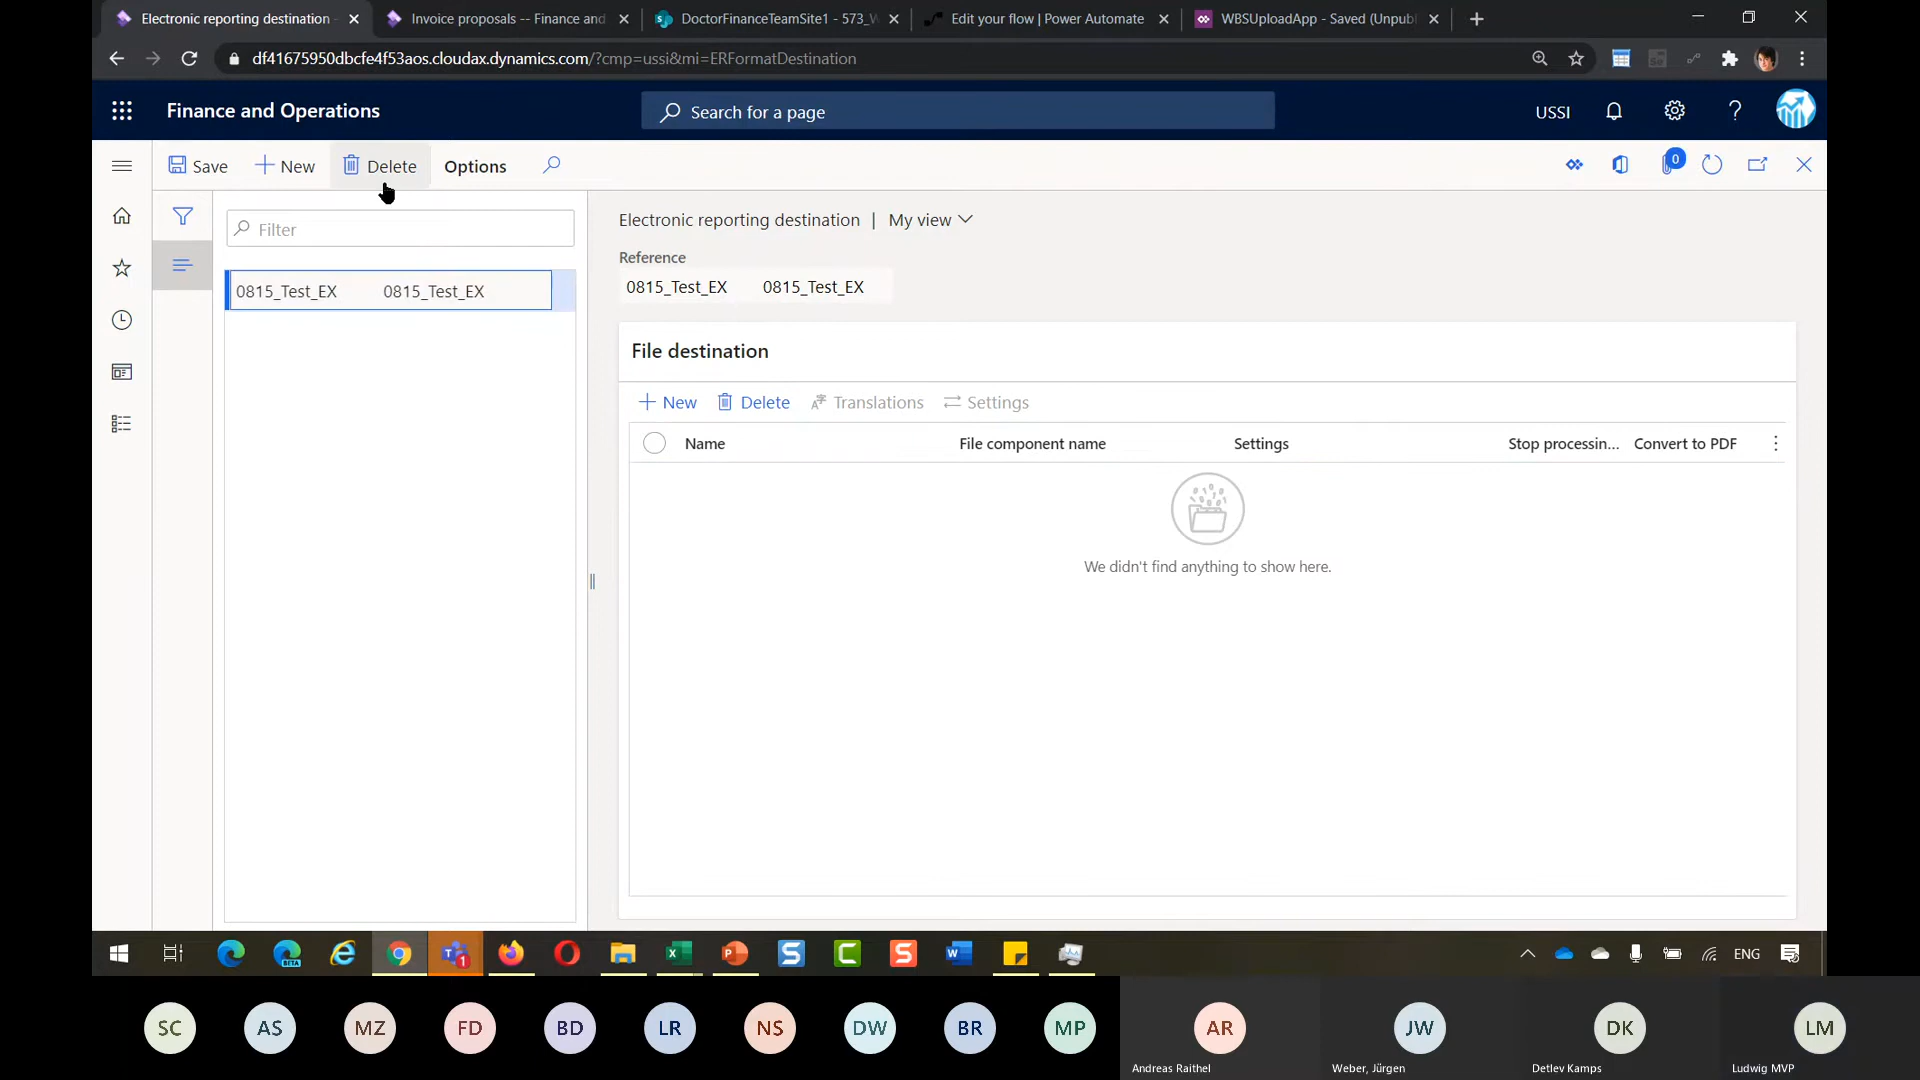 Electronic reporting destination -
Invoice proposals -- Finance and
DoctorFinanceTeamSite1 - 573_W
Edit your flow | Power Automate
WBSUploadApp - Saved (Unpubl
df41675950dbcfe4f53aos.cloudax.dynamics.com/?cmp=ussi&mi=ERFormatDestination
Finance and Operations
Search for a page
USSI
Save
New
Delete
Options
0
Filter
0815_Test_EX 0815_Test_EX
Electronic reporting destination | My view
Reference
0815_Test_EX 0815_Test_EX
File destination
New Delete Translations Settings
Name File component name Settings Stop processin... Convert to PDF
We didn't find anything to show here.
BETA
1
ENG
SC AS MZ FD BD LR NS DW BR MP AR JW DK LM
Andreas Raithel Weber, Jürgen Detlev Kamps Ludwig MVP